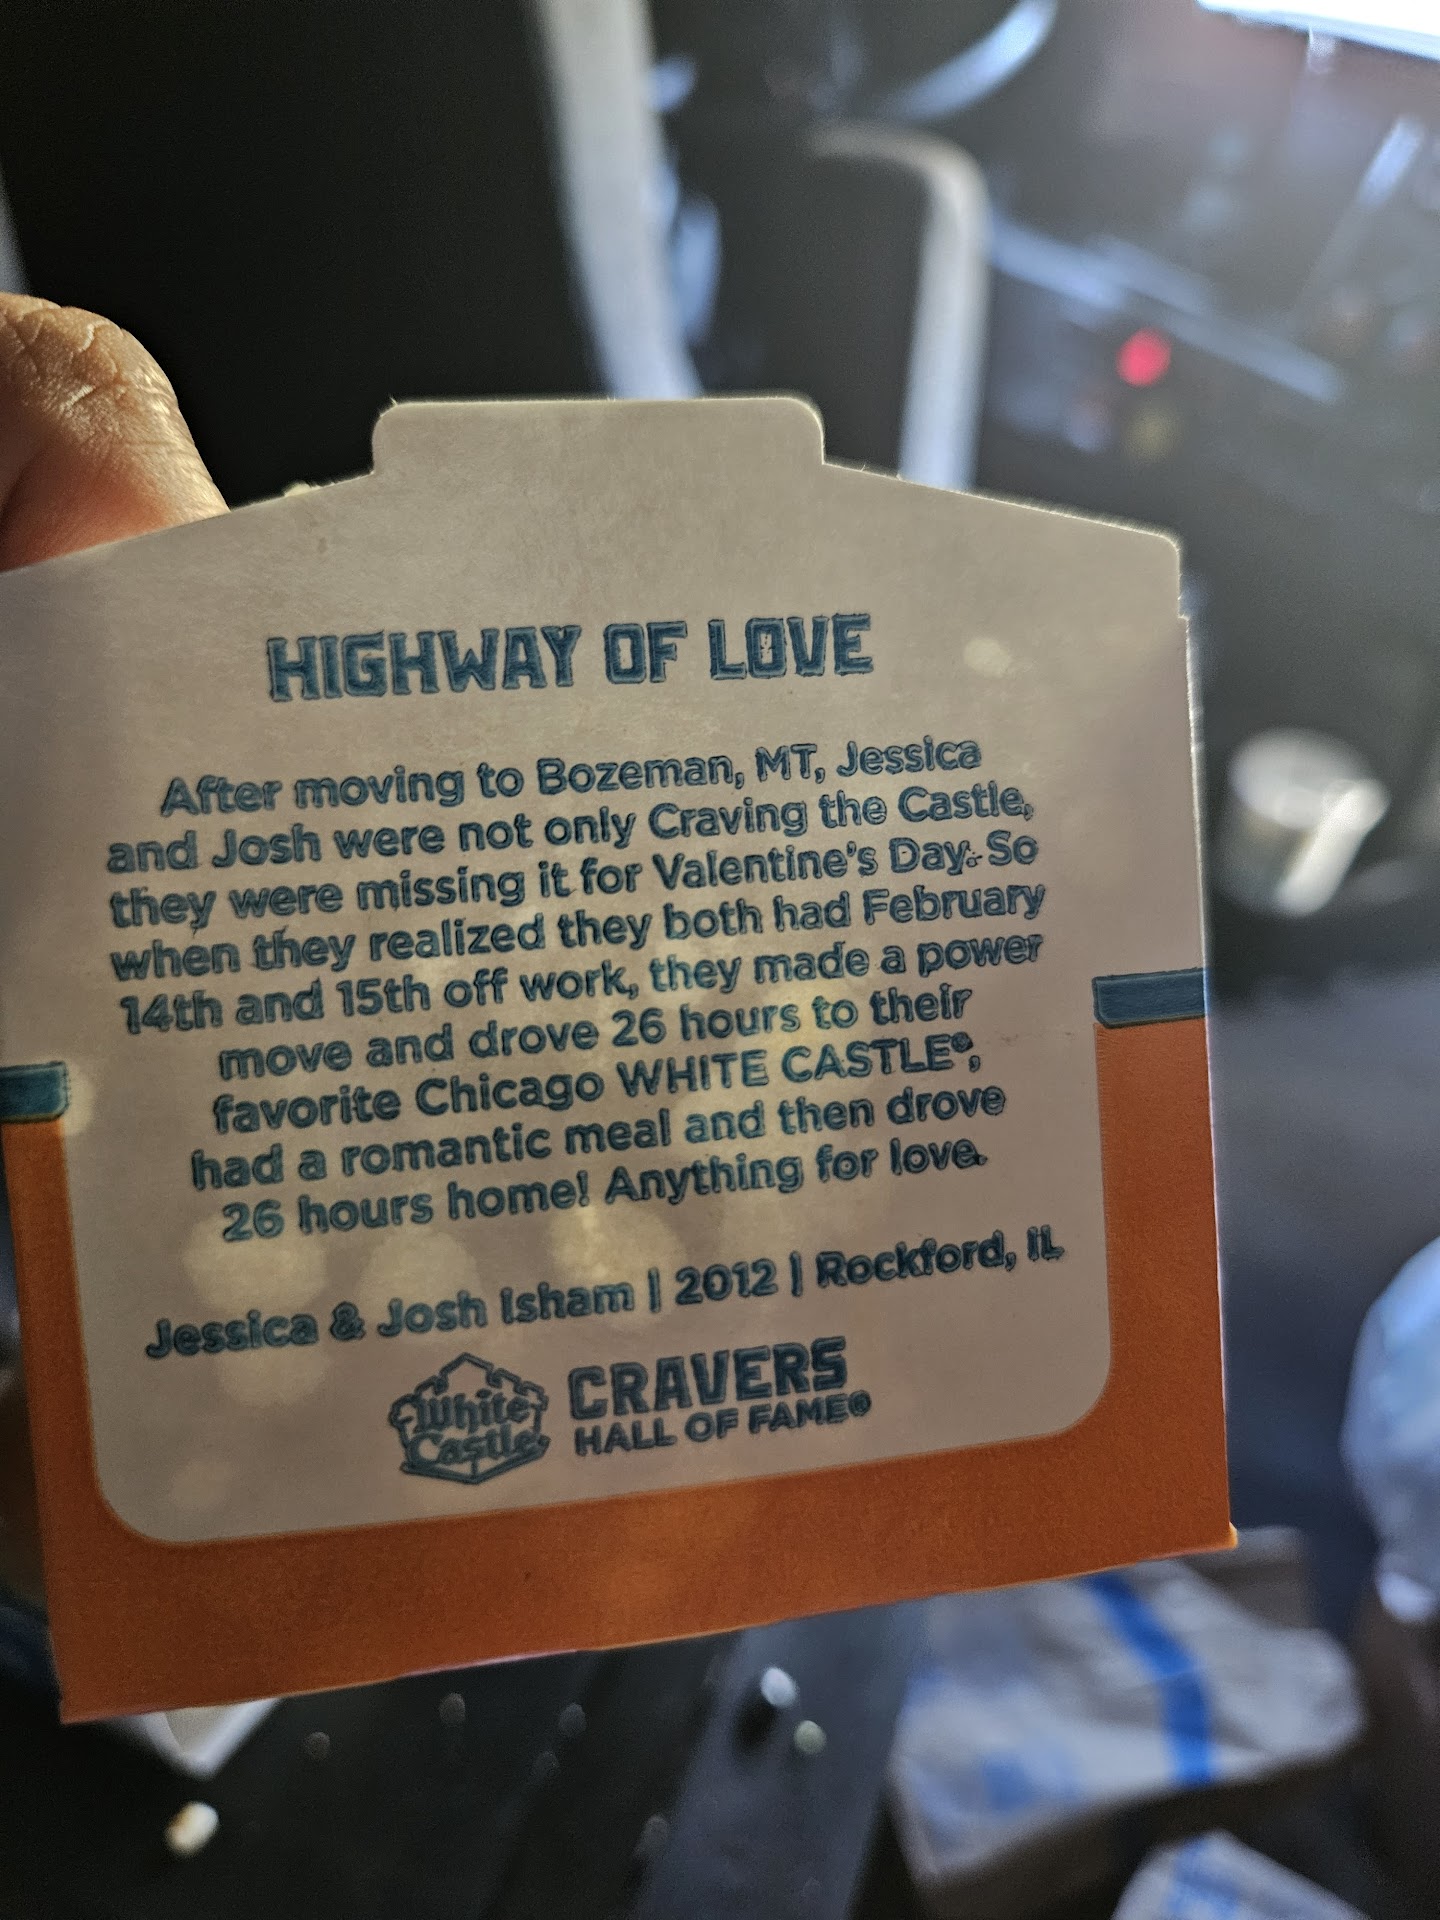 HIGHWAY OF LOVE
After moving to Bozeman, MT, Jessica
and Josh were not only Craving the Castle,
they were missing it for Valentine's Day. So
when they realized they both had February
14th and 15th off work, they made a power
move and drove 26 hours to their
favorite Chicago WHITE CASTLE®,
had a romantic meal and then drove
26 hours home! Anything for love.
Jessica & Josh Isham | 2012 | Rockford, IL
White
Castle
CRAVERS
HALL OF FAME®